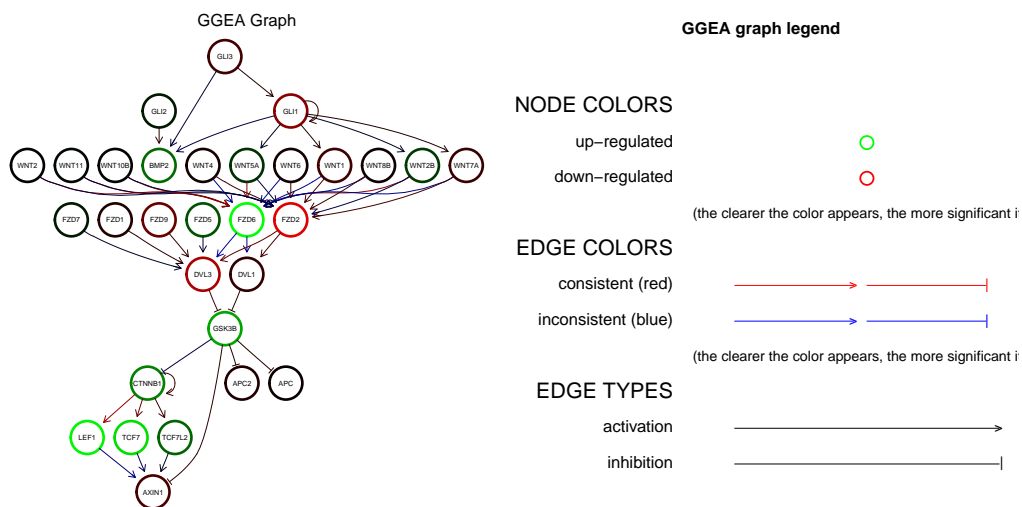 GGEA Graph
GLI3
GLI2
GLI1
WNT2
WNT11
WNT10B
BMP2
WNT4
WNT5A
WNT6
WNT1
WNT8B
WNT2B
WNT7A
FZD7
FZD1
FZD9
FZD5
FZD6
FZD2
DVL3
DVL1
GSK3B
CTNNB1
APC2
APC
LEF1
TCF7
TCF7L2
AXIN1
GGEA graph legend
NODE COLORS
up−regulated
down−regulated
(the clearer the color appears, the more significant i
EDGE COLORS
consistent (red)
inconsistent (blue)
(the clearer the color appears, the more significant i
EDGE TYPES
activation
inhibition